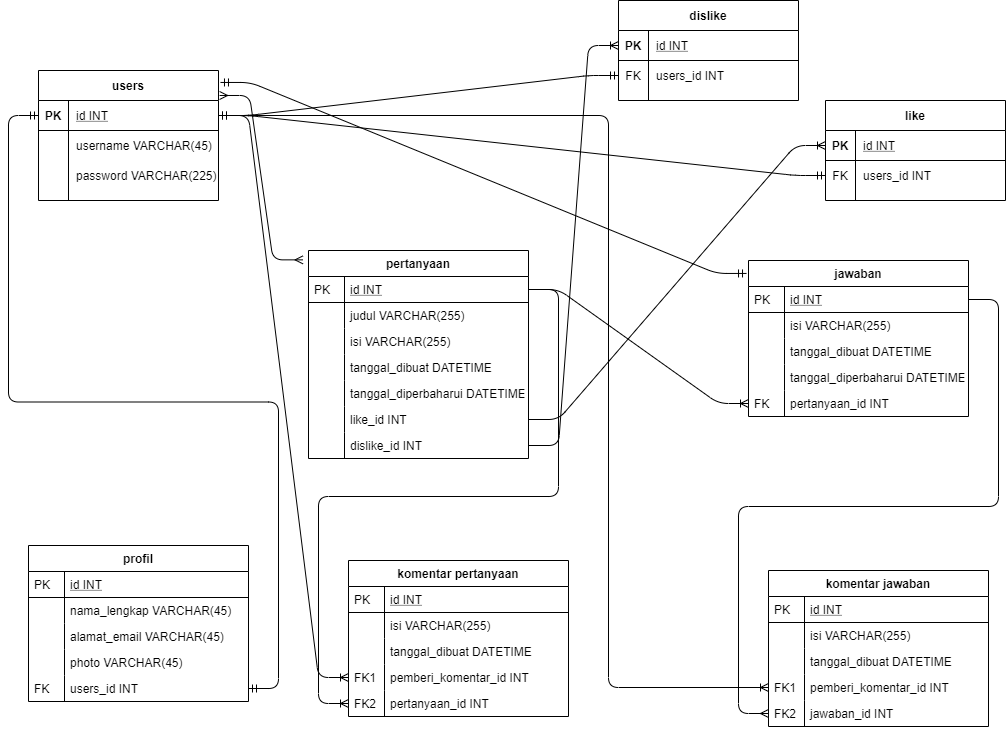 dislike
PK id INT
FK users_id INT
users
PK id INT
username VARCHAR(45)
password VARCHAR(225)
like
PK id INT
FK users_id INT
pertanyaan
PK id INT
judul VARCHAR(255)
isi VARCHAR(255)
tanggal_dibuat DATETIME
tanggal_diperbaharui DATETIME
like_id INT
dislike_id INT
jawaban
PK id INT
isi VARCHAR(255)
tanggal_dibuat DATETIME
tanggal_diperbaharui DATETIME
FK pertanyaan_id INT
profil
PK id INT
nama_lengkap VARCHAR(45)
alamat_email VARCHAR(45)
photo VARCHAR(45)
FK users_id INT
komentar pertanyaan
PK id INT
isi VARCHAR(255)
tanggal_dibuat DATETIME
FK1 pemberi_komentar_id INT
FK2 pertanyaan_id INT
komentar jawaban
PK id INT
isi VARCHAR(255)
tanggal_dibuat DATETIME
FK1 pemberi_komentar_id INT
FK2 jawaban_id INT